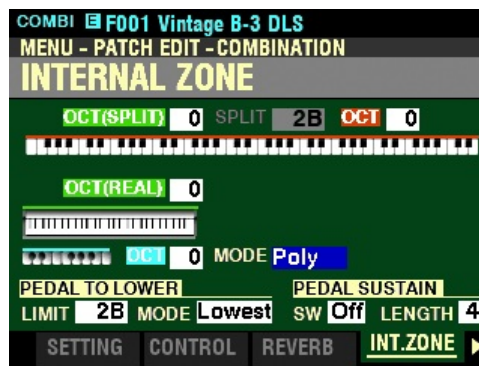 COMBI E F001 Vintage B-3 DLS
MENU - PATCH EDIT - COMBINATION
INTERNAL ZONE
OCT(SPLIT) 0 SPLIT 2B OCT 0
OCT(REAL) 0
OCT 0 MODE Poly
PEDAL TO LOWER PEDAL SUSTAIN
LIMIT 2B MODE Lowest SW Off LENGTH 4
SETTING CONTROL REVERB INT.ZONE